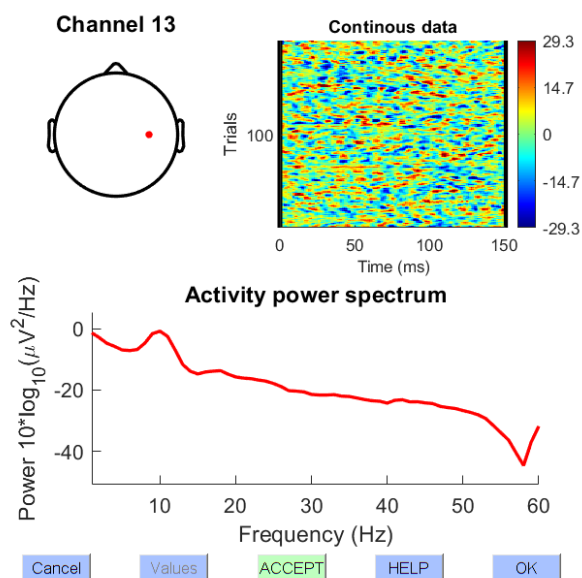 Channel 13
Continous data
Trials
100
0
50
100
150
Time (ms)
29.3
14.7
0
-14.7
-29.3
Activity power spectrum
Power 10*log10(μV2/Hz)
0
-20
-40
10
20
30
40
50
60
Frequency (Hz)
Cancel
Values
ACCEPT
HELP
OK